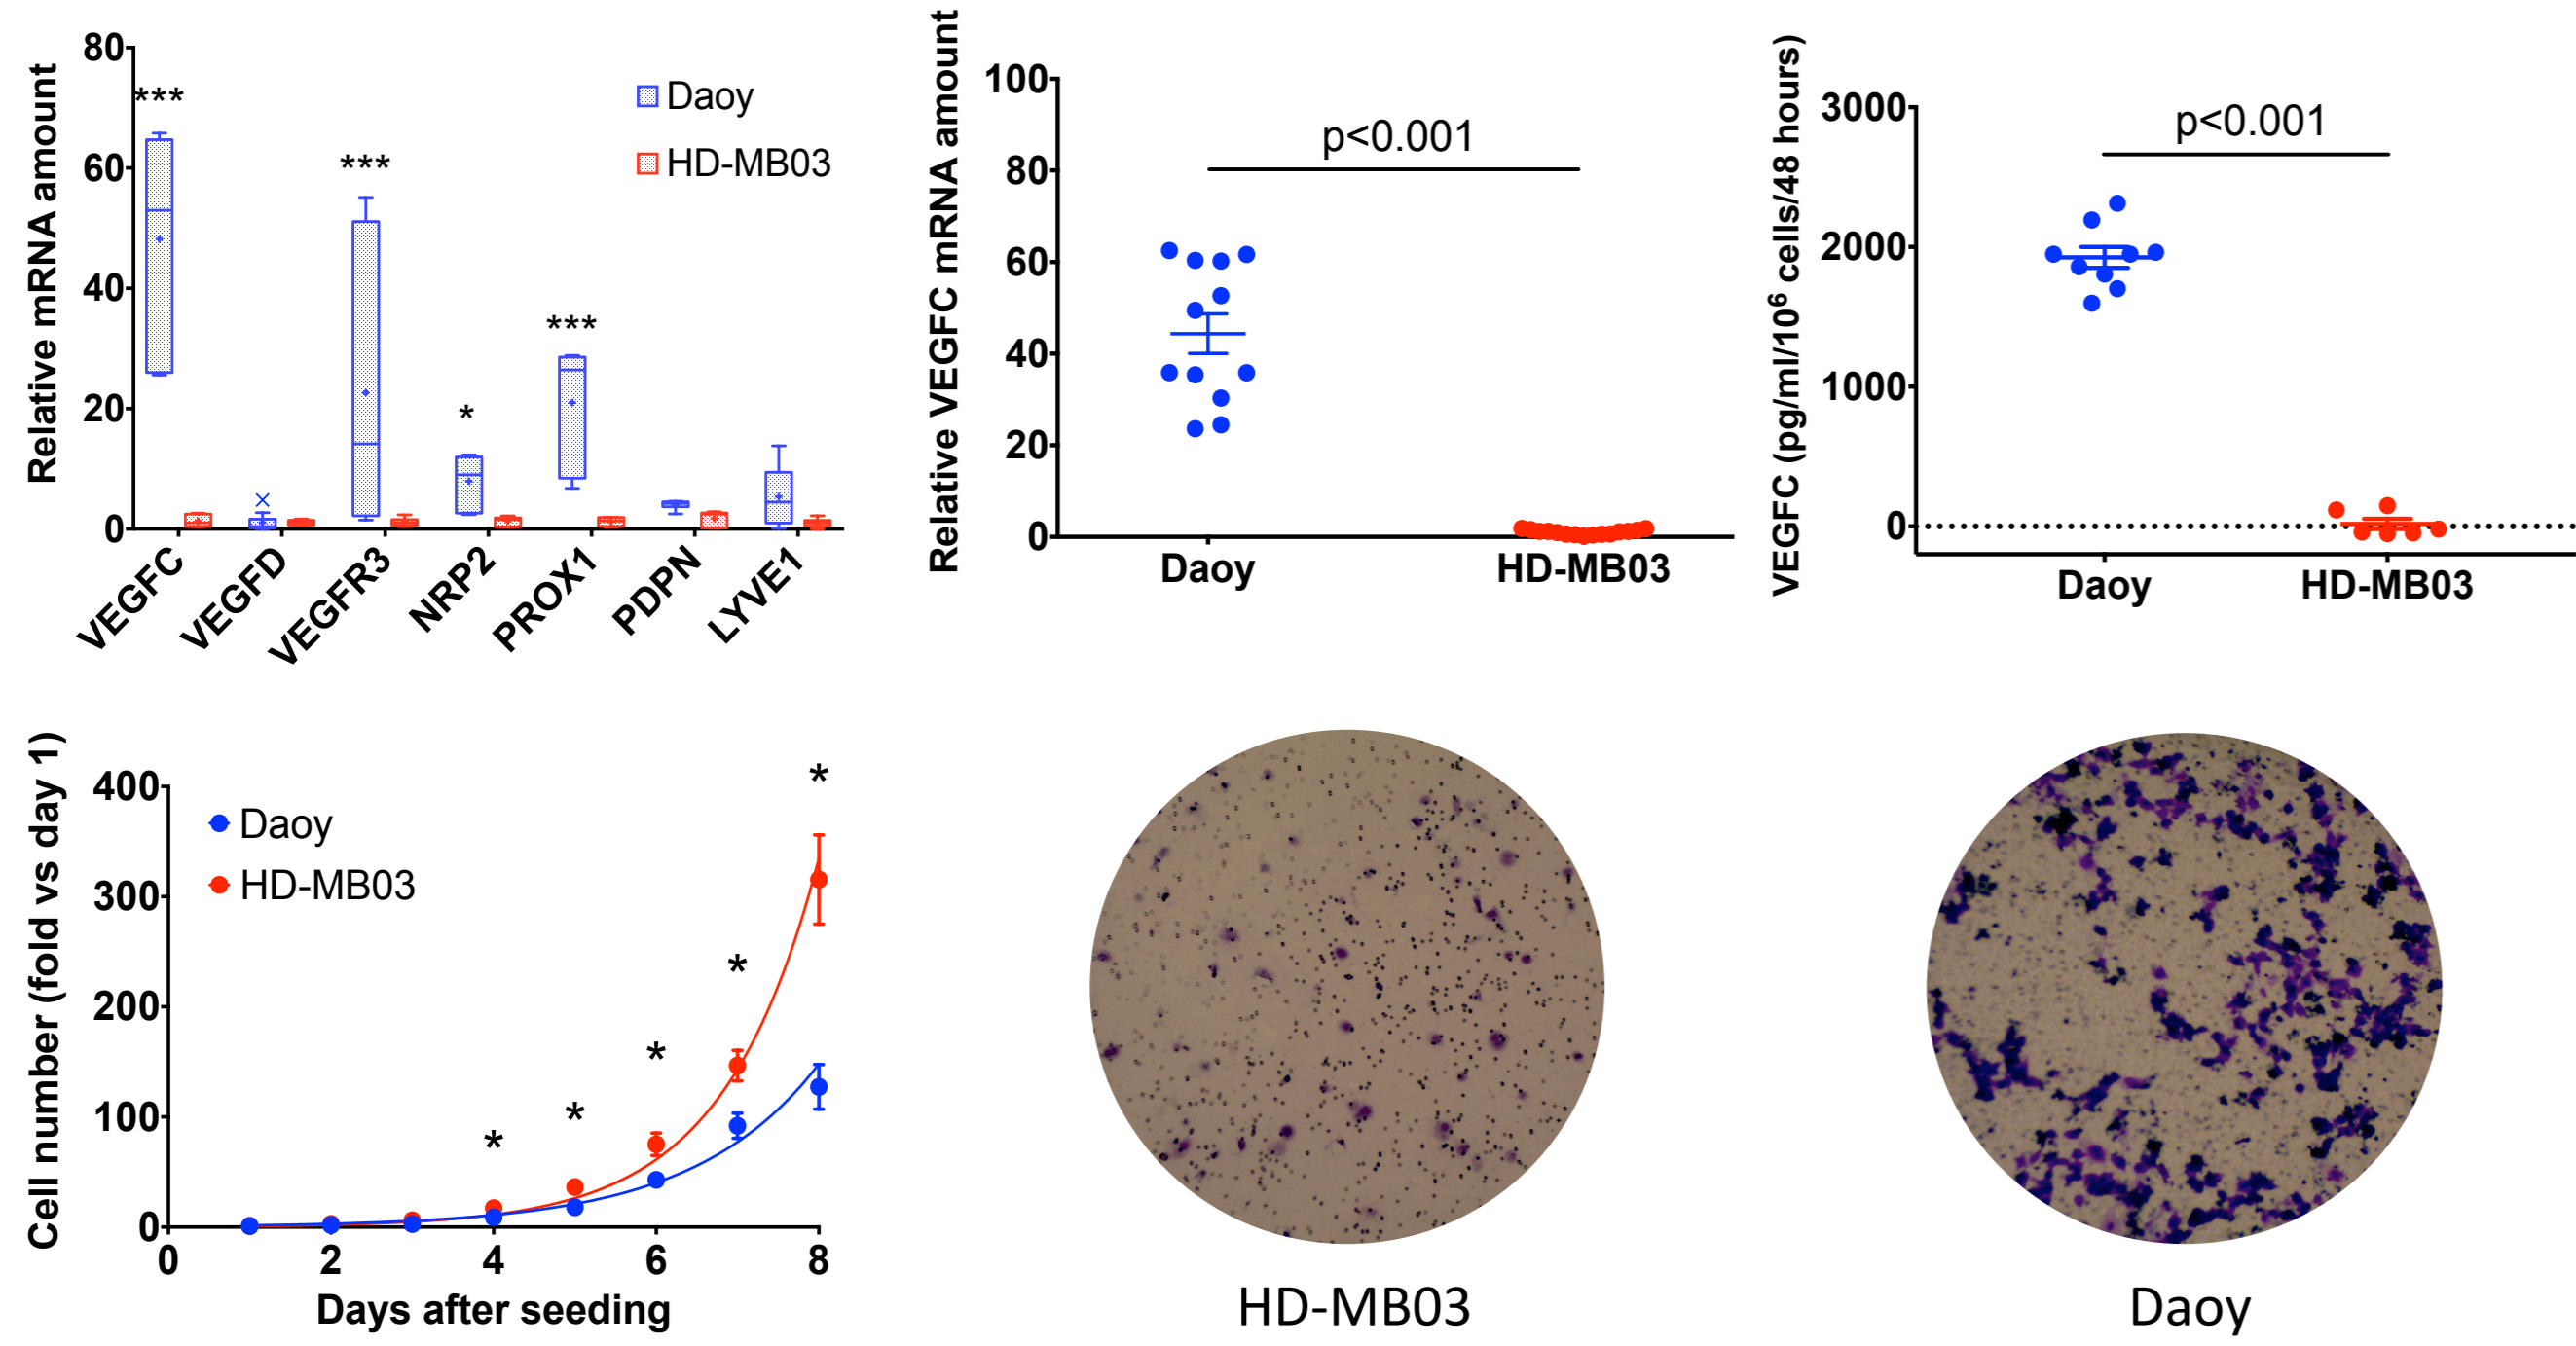 Relative mRNA amount
80
60
40
20
0
***
***
*
***
Daoy
HD-MB03
VEGFC
VEGFD
VEGFR3
NRP2
PROX1
PDPN
LYVE1
Relative VEGFC mRNA amount
100
80
60
40
20
0
p<0.001
Daoy
HD-MB03
VEGFC (pg/ml/10⁶ cells/48 hours)
3000
2000
1000
0
p<0.001
Daoy
HD-MB03
Cell number (fold vs day 1)
400
300
200
100
0
Daoy
HD-MB03
*
*
*
*
*
0
2
4
6
8
Days after seeding
HD-MB03
Daoy